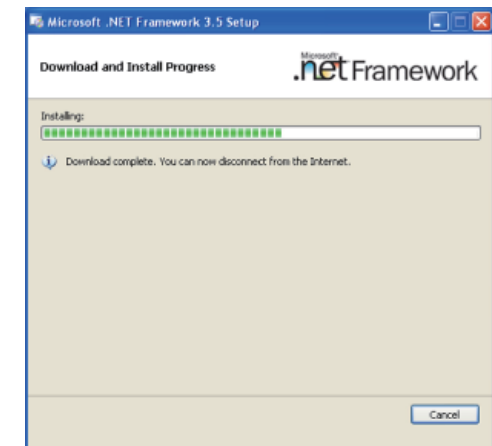 Microsoft .NET Framework 3.5 Setup
Download and Install Progress
Microsoft
.net Framework
Installing:
Download complete. You can now disconnect from the Internet.
Cancel